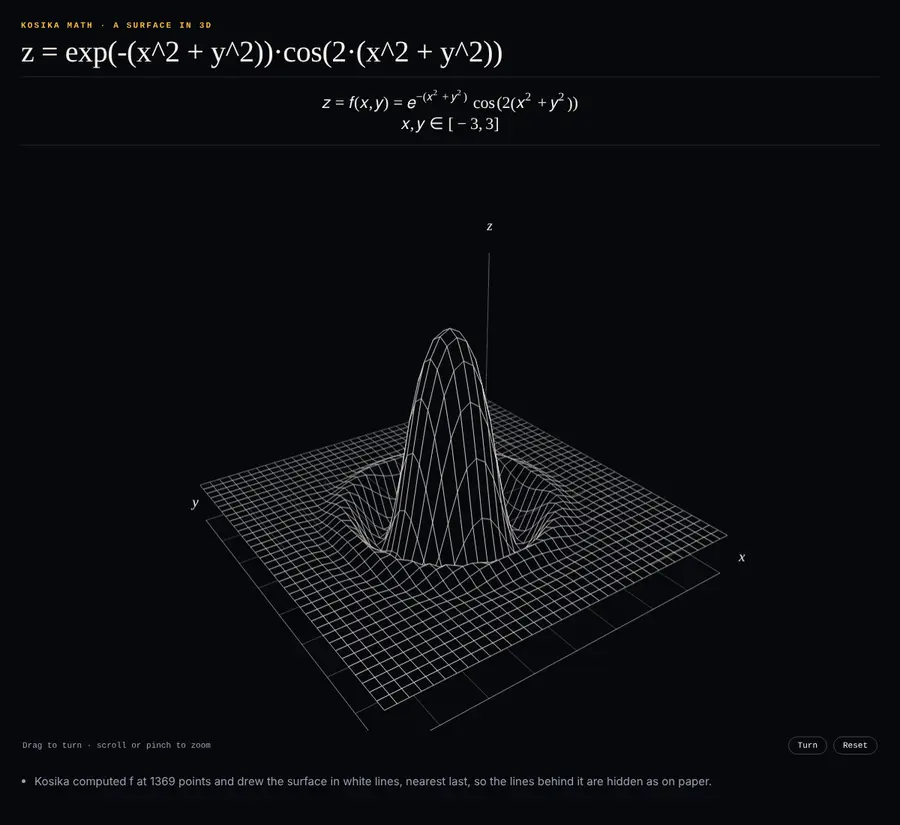 KOSIKA MATH · A SURFACE IN 3D
z = exp(-(x^2 + y^2))·cos(2·(x^2 + y^2))
z = f(x,y) = e^{−(x² + y²)} cos(2(x² + y²))
x,y ∈ [ − 3,3]
z
y
x
Drag to turn · scroll or pinch to zoom
Turn
Reset
• Kosika computed f at 1369 points and drew the surface in white lines, nearest last, so the lines behind it are hidden as on paper.